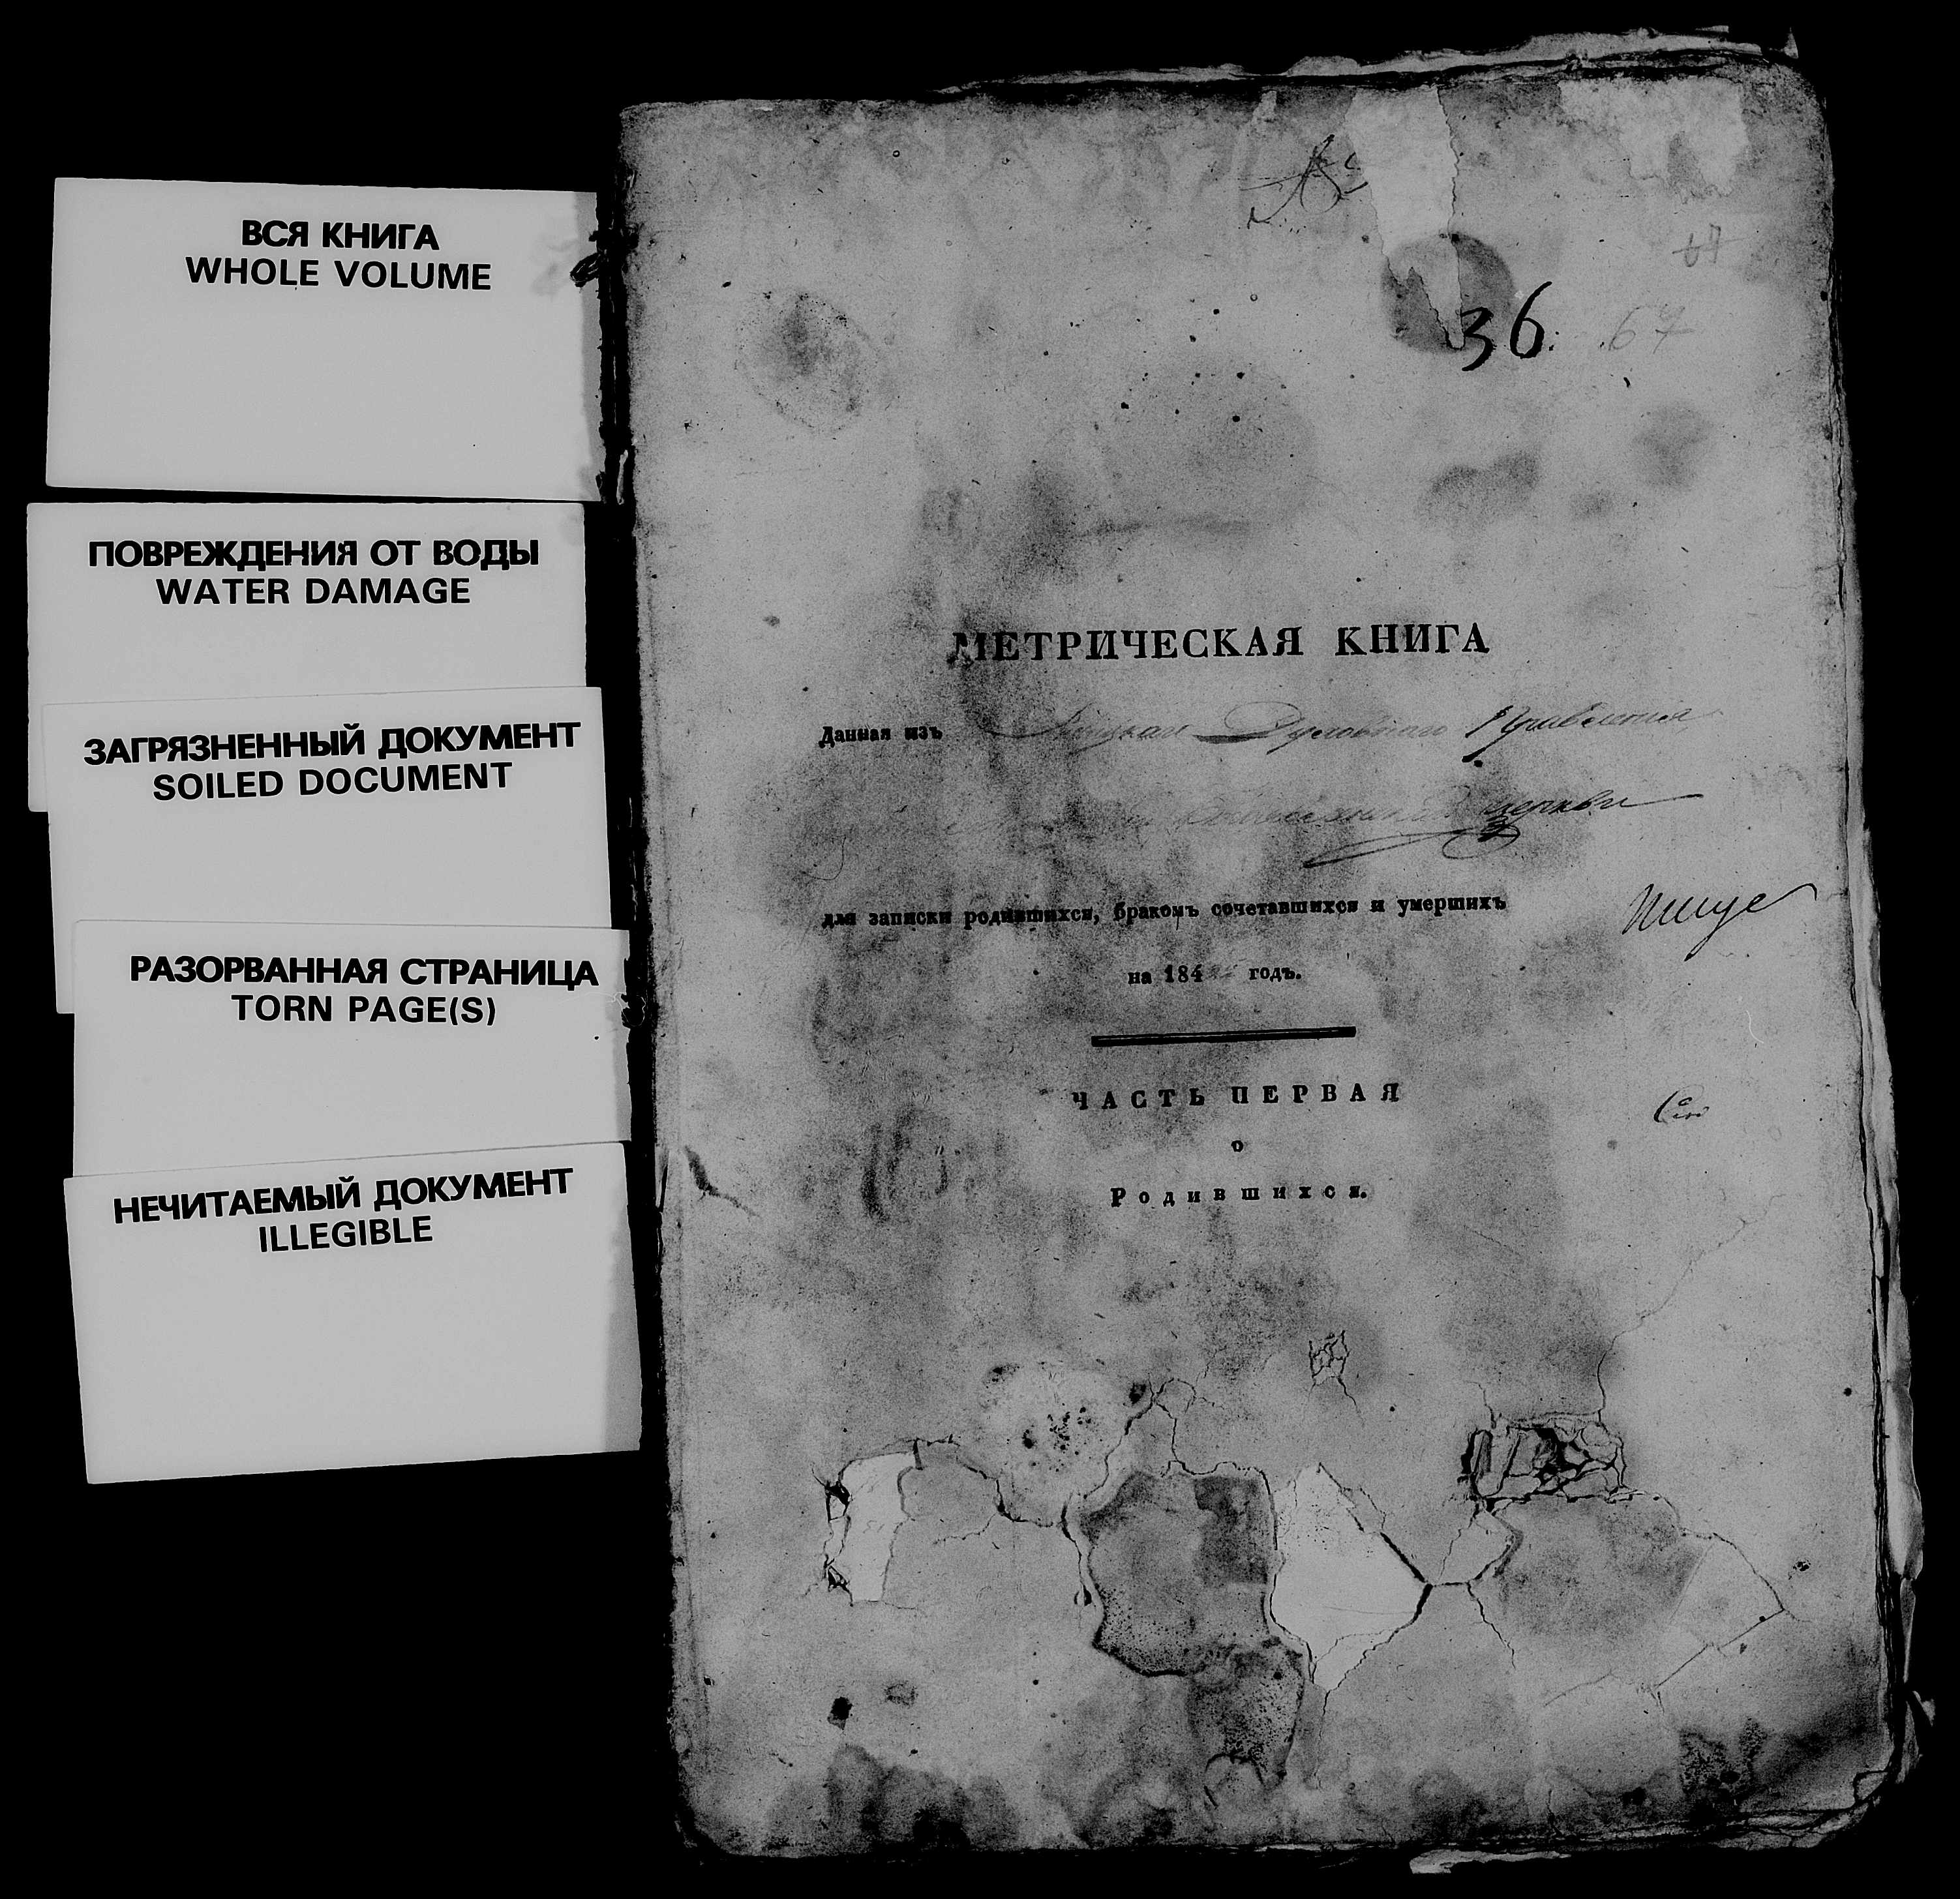 ВСЯ КНИГА
WHOLE VOLUME
ПОВРЕЖДЕНИЯ ОТ ВОДЫ
WATER DAMAGE
ЗАГРЯЗНЕННЫЙ ДОКУМЕНТ
SOILED DOCUMENT
РАЗОРВАННАЯ СТРАНИЦА
TORN PAGE(S)
НЕЧИТАЕМЫЙ ДОКУМЕНТ
ILLEGIBLE
67
36. 67
МЕТРИЧЕСКАЯ КНИГА
Данная изъ Духовнаго Правленія
церкви
для записки родившихся, бракомъ сочетавшихся и умершихъ
на 184 годъ.
ЧАСТЬ ПЕРВАЯ
о
Родившихся.